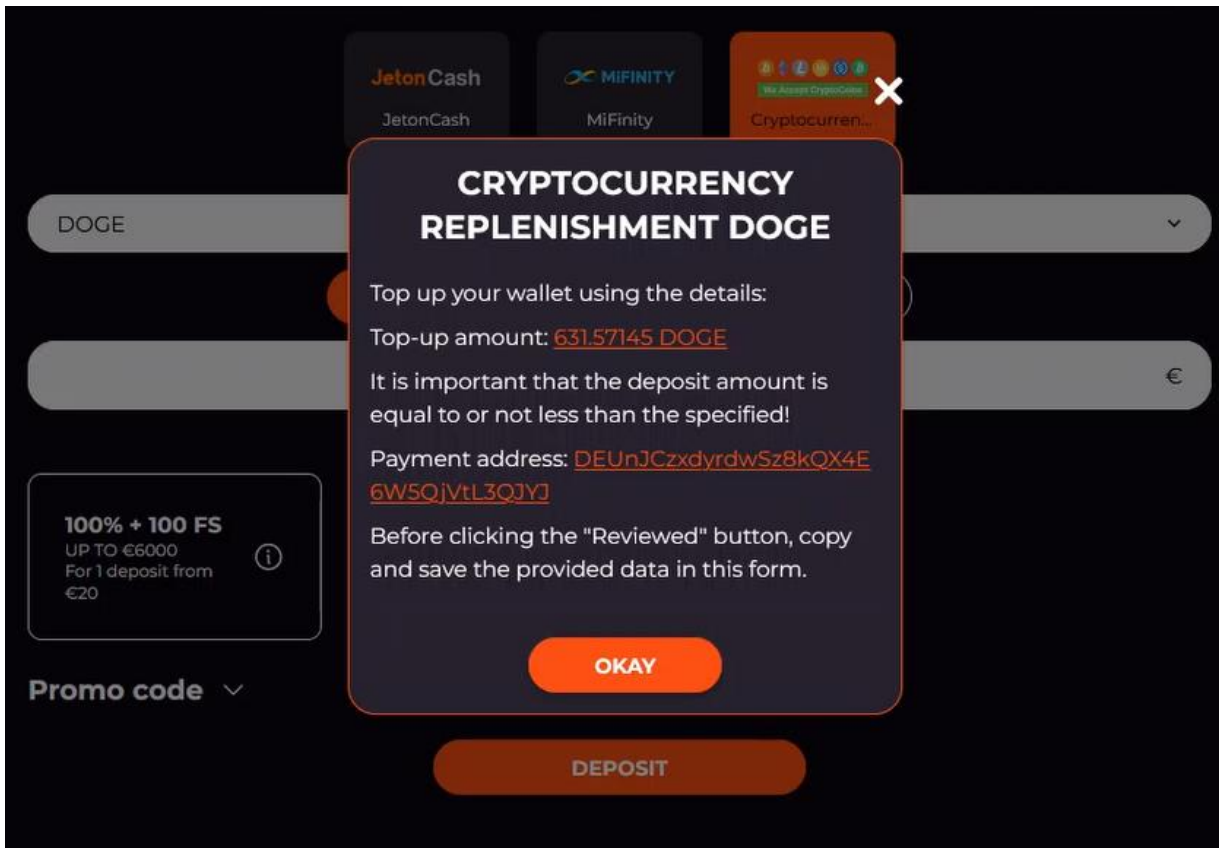 JetonCash
MiFINITY
We Accept CryptoCoins
JetonCash
MiFinity
Cryptocurren...
CRYPTOCURRENCY
REPLENISHMENT DOGE
DOGE
Top up your wallet using the details:
Top-up amount: 631.57145 DOGE
It is important that the deposit amount is
equal to or not less than the specified!
€
Payment address: DEUnJCzxdyrdwSz8kQX4E
6W5QjVtL3QJYJ
Before clicking the "Reviewed" button, copy
and save the provided data in this form.
OKAY
100% + 100 FS
UP TO €6000
For 1 deposit from
€20
Promo code
DEPOSIT